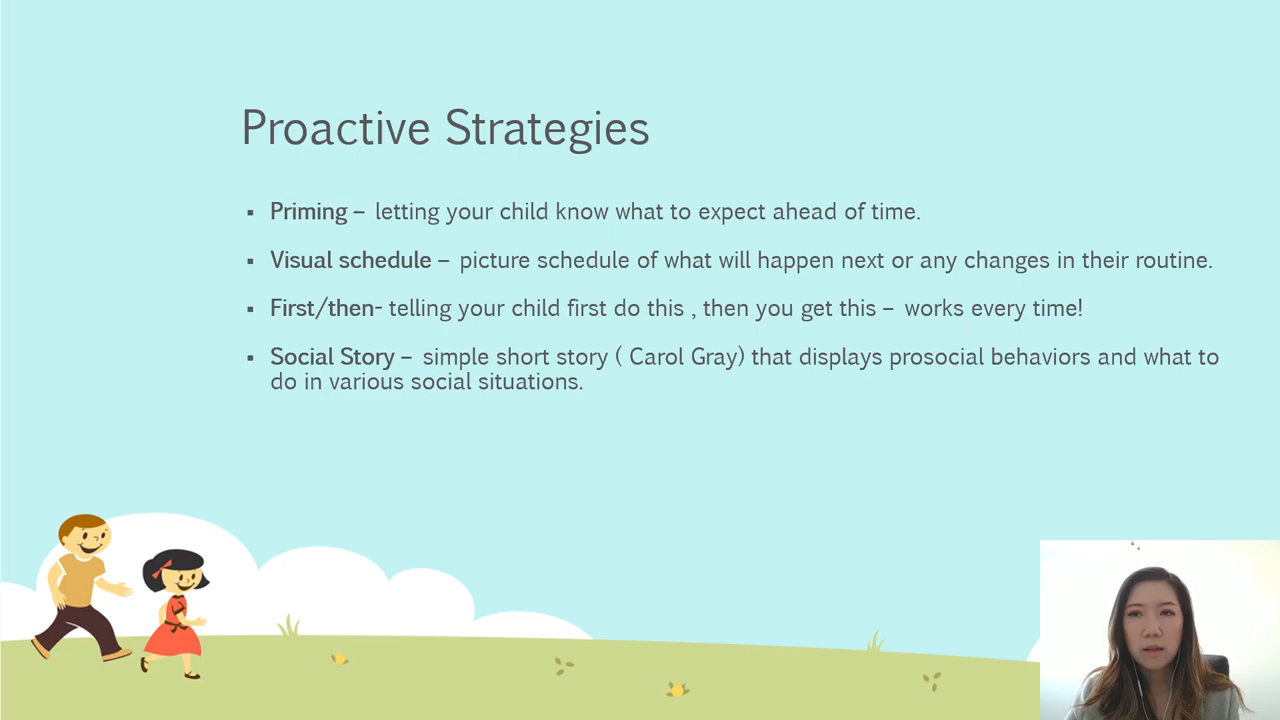 Proactive Strategies
▪ Priming – letting your child know what to expect ahead of time.
▪ Visual schedule – picture schedule of what will happen next or any changes in their routine.
▪ First/then- telling your child first do this , then you get this – works every time!
▪ Social Story – simple short story ( Carol Gray) that displays prosocial behaviors and what to
do in various social situations.